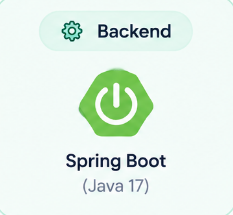 Backend
Spring Boot
(Java 17)